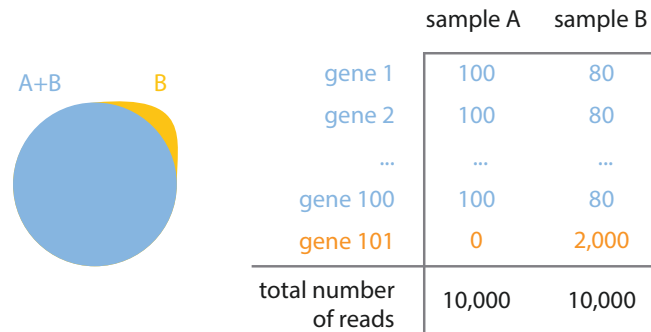 sample A sample B
A+B B
gene 1 100 80
gene 2 100 80
... ... ...
gene 100 100 80
gene 101 0 2,000
total number
of reads 10,000 10,000